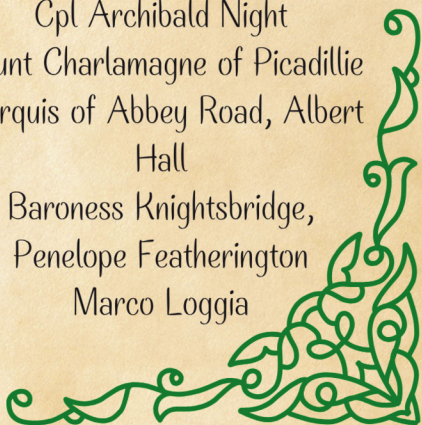 Cpl Archibald Night
unt Charlamagne of Picadillie
rquis of Abbey Road, Albert
Hall
Baroness Knightsbridge,
Penelope Featherington
Marco Loggia